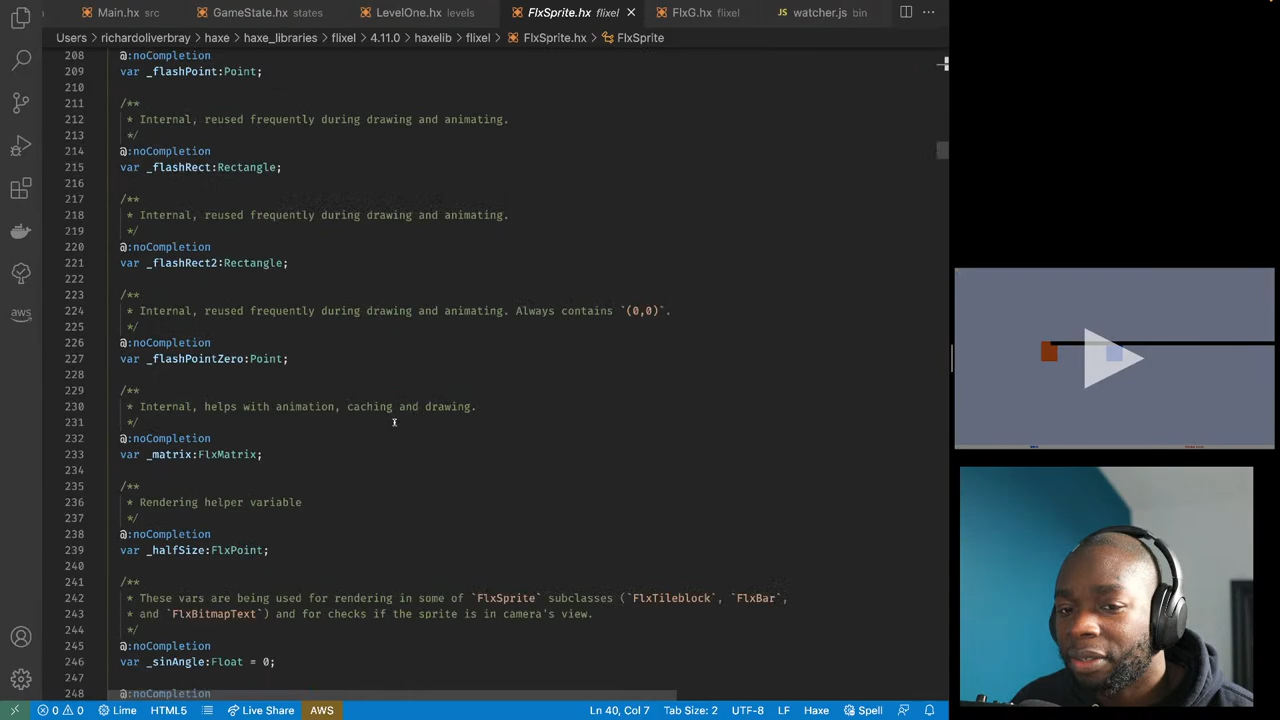 Main.hx src
GameState.hx states
LevelOne.hx levels
FlxSprite.hx flixel
FlxG.hx flixel
watcher.js bin
Users > richardoliverbray > haxe > haxe_libraries > flixel > 4.11.0 > haxelib > flixel > FlxSprite.hx > FlxSprite
208 @:noCompletion
209 var _flashPoint:Point;
210
211 /**
212 * Internal, reused frequently during drawing and animating.
213 */
214 @:noCompletion
215 var _flashRect:Rectangle;
216
217 /**
218 * Internal, reused frequently during drawing and animating.
219 */
220 @:noCompletion
221 var _flashRect2:Rectangle;
222
223 /**
224 * Internal, reused frequently during drawing and animating. Always contains `(0,0)`.
225 */
226 @:noCompletion
227 var _flashPointZero:Point;
228
229 /**
230 * Internal, helps with animation, caching and drawing.
231 */
232 @:noCompletion
233 var _matrix:FlxMatrix;
234
235 /**
236 * Rendering helper variable
237 */
238 @:noCompletion
239 var _halfSize:FlxPoint;
240
241 /**
242 * These vars are being used for rendering in some of `FlxSprite` subclasses (`FlxTileblock`, `FlxBar`,
243 * and `FlxBitmapText`) and for checks if the sprite is in camera's view.
244 */
245 @:noCompletion
246 var _sinAngle:Float = 0;
247
248 @:noCompletion
aws
0 0 Lime HTML5 Live Share AWS Ln 40, Col 7 Tab Size: 2 UTF-8 LF Haxe Spell